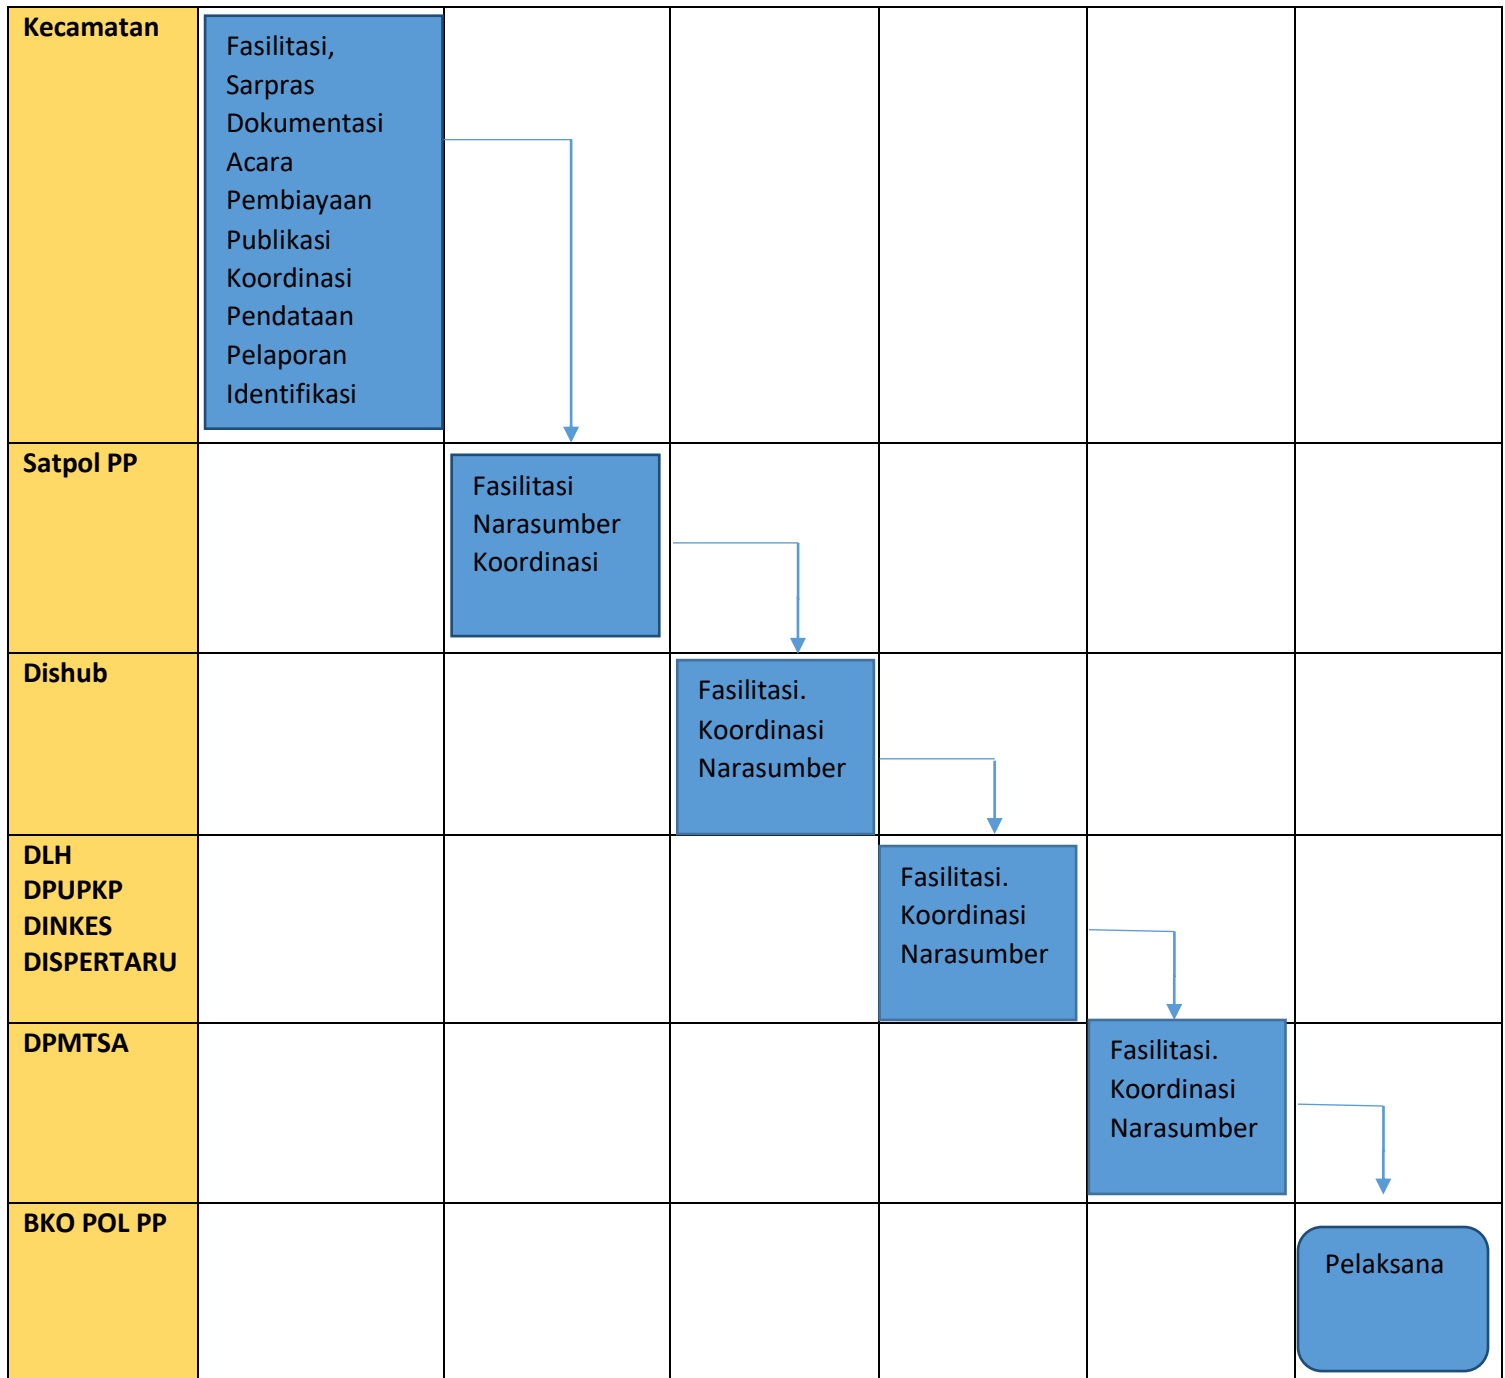 Kecamatan
Fasilitasi,
Sarpras
Dokumentasi
Acara
Pembiayaan
Publikasi
Koordinasi
Pendataan
Pelaporan
Identifikasi
Satpol PP
Fasilitasi
Narasumber
Koordinasi
Dishub
Fasilitasi.
Koordinasi
Narasumber
DLH
DPUPKP
DINKES
DISPERTARU
Fasilitasi.
Koordinasi
Narasumber
DPMTSA
Fasilitasi.
Koordinasi
Narasumber
BKO POL PP
Pelaksana